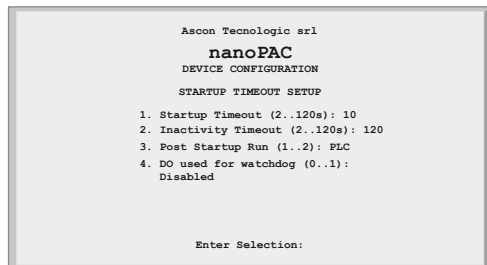 Ascon Tecnologic srl
nanoPAC
DEVICE CONFIGURATION
STARTUP TIMEOUT SETUP
1. Startup Timeout (2..120s): 10
2. Inactivity Timeout (2..120s): 120
3. Post Startup Run (1..2): PLC
4. DO used for watchdog (0..1):
Disabled
Enter Selection: